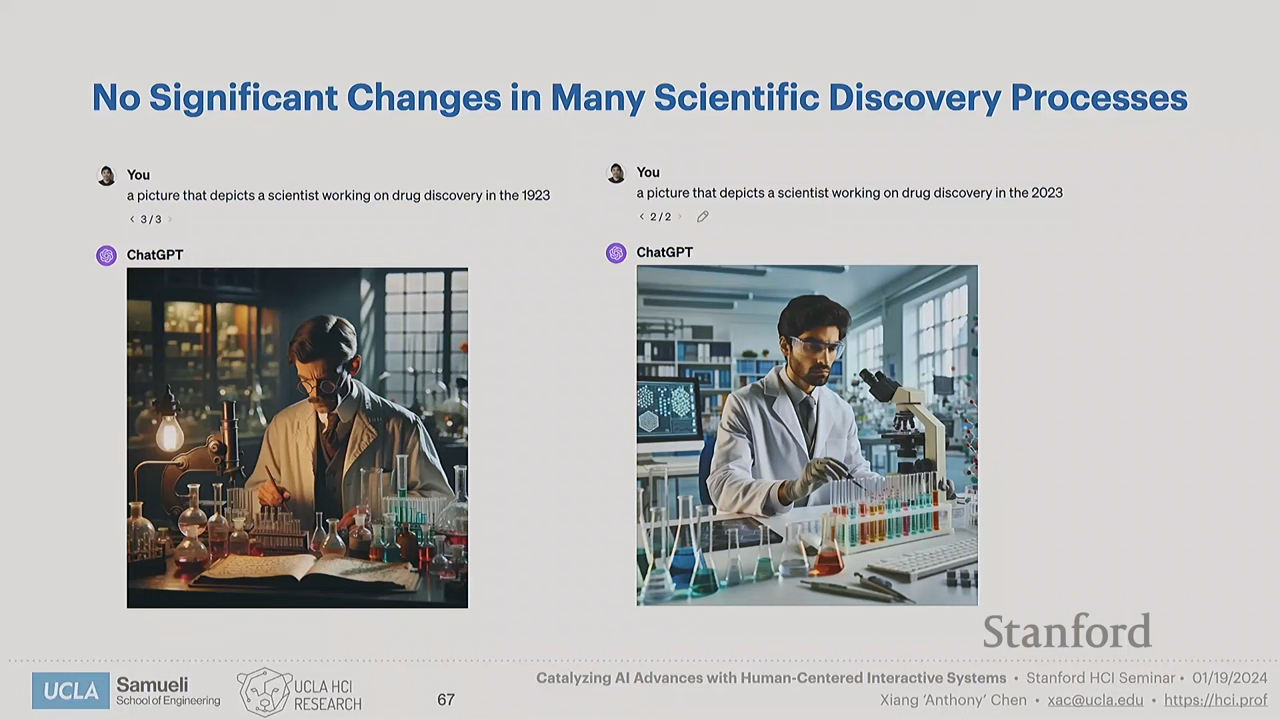 No Significant Changes in Many Scientific Discovery Processes
You
a picture that depicts a scientist working on drug discovery in the 1923
< 3/3 >
ChatGPT
You
a picture that depicts a scientist working on drug discovery in the 2023
< 2/2 >
ChatGPT
Stanford
UCLA Samueli
School of Engineering
UCLA HCI
RESEARCH
67
Catalyzing AI Advances with Human-Centered Interactive Systems • Stanford HCI Seminar • 01/19/2024
Xiang 'Anthony' Chen • xac@ucla.edu • https://hci.prof